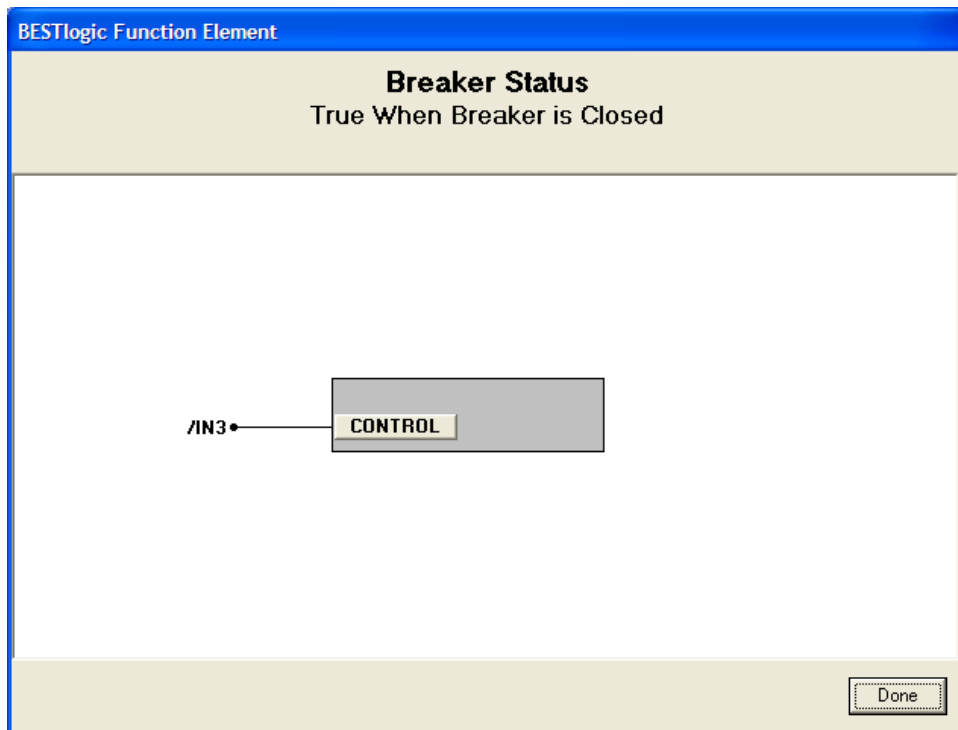 BESTlogic Function Element
Breaker Status
True When Breaker is Closed
/IN3
CONTROL
Done